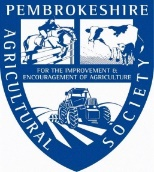 PEMBROKESHIRE
AGRICULTURAL
SOCIETY
FOR THE IMPROVEMENT &
ENCOURAGEMENT OF AGRICULTURE